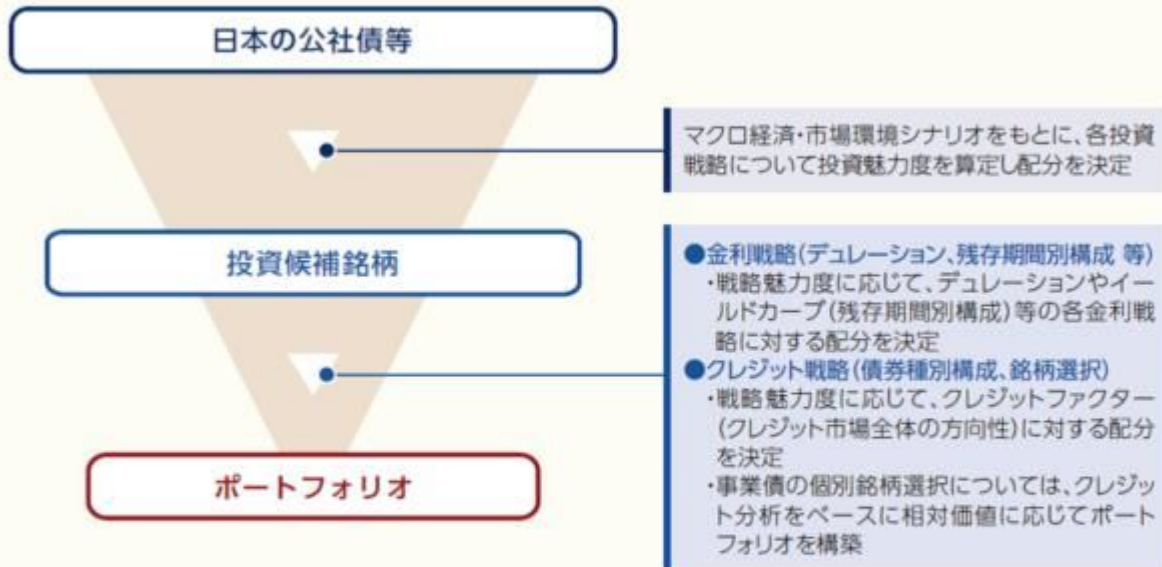 日本の公社債等
マクロ経済・市場環境シナリオをもとに、各投資
戦略について投資魅力度を算定し配分を決定
投資候補銘柄
●金利戦略(デュレーション、残存期間別構成 等)
・戦略魅力度に応じて、デュレーションやイー
ルドカーブ(残存期間別構成)等の各金利戦
略に対する配分を決定
●クレジット戦略(債券種別構成、銘柄選択)
・戦略魅力度に応じて、クレジットファクター
(クレジット市場全体の方向性)に対する配分
を決定
・事業債の個別銘柄選択については、クレジッ
ト分析をベースに相対価値に応じてポート
フォリオを構築
ポートフォリオ